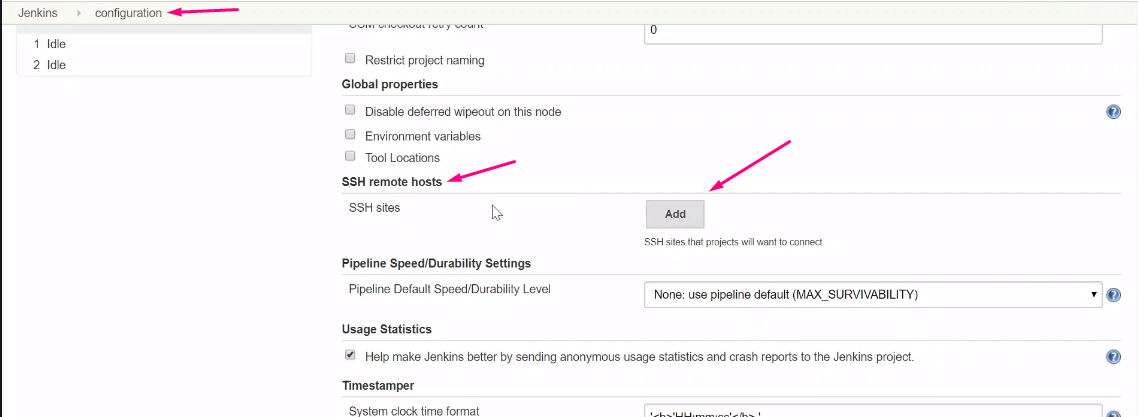 Jenkins configuration
1 Idle
2 Idle
SCM checkout retry count
0
Restrict project naming
Global properties
Disable deferred wipeout on this node
Environment variables
Tool Locations
SSH remote hosts
SSH sites
Add
SSH sites that projects will want to connect
Pipeline Speed/Durability Settings
Pipeline Default Speed/Durability Level
None: use pipeline default (MAX_SURVIVABILITY)
Usage Statistics
Help make Jenkins better by sending anonymous usage statistics and crash reports to the Jenkins project.
Timestamper
System clock time format
'<b>'HH:mm:ss'</b> '